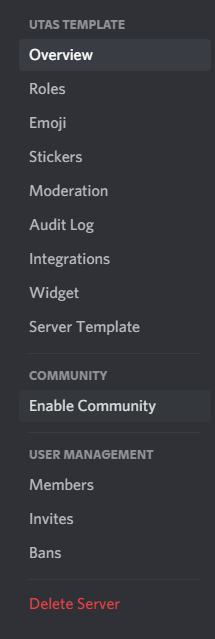 UTAS TEMPLATE
Overview
Roles
Emoji
Stickers
Moderation
Audit Log
Integrations
Widget
Server Template
COMMUNITY
Enable Community
USER MANAGEMENT
Members
Invites
Bans
Delete Server